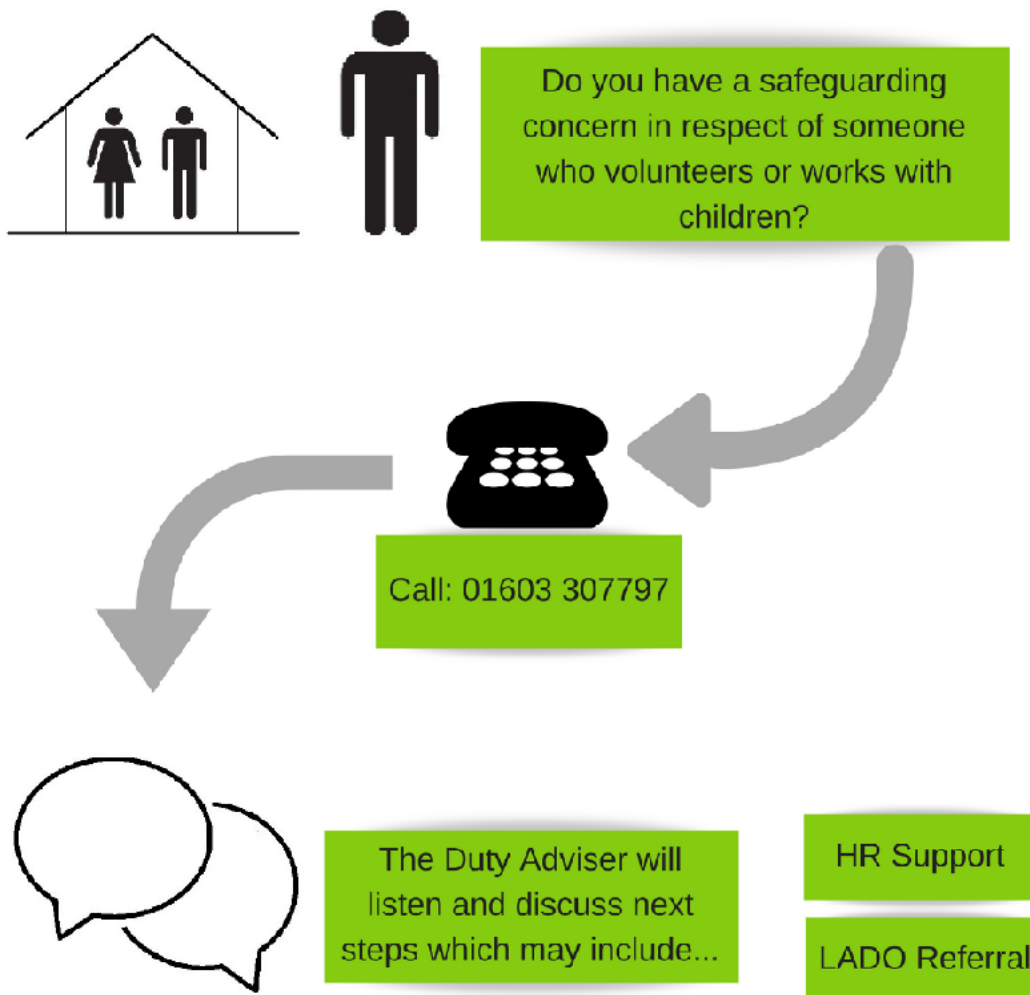 Do you have a safeguarding
concern in respect of someone
who volunteers or works with
children?
Call: 01603 307797
The Duty Adviser will
listen and discuss next
steps which may include...
HR Support
LADO Referral